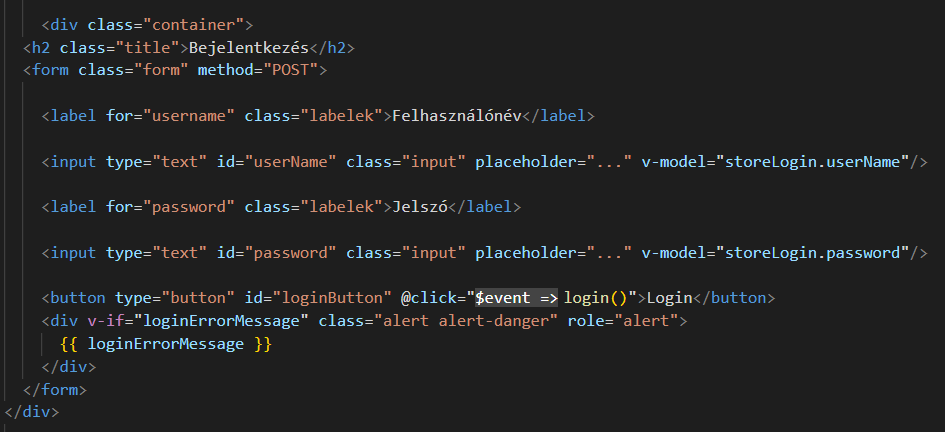 <div class="container">
<h2 class="title">Bejelentkezés</h2>
<form class="form" method="POST">
<label for="username" class="labelek">Felhasználónév</label>
<input type="text" id="userName" class="input" placeholder="..." v-model="storeLogin.userName"/>
<label for="password" class="labelek">Jelszó</label>
<input type="text" id="password" class="input" placeholder="..." v-model="storeLogin.password"/>
<button type="button" id="loginButton" @click="$event => login()">Login</button>
<div v-if="loginErrorMessage" class="alert alert-danger" role="alert">
{{ loginErrorMessage }}
</div>
</form>
</div>